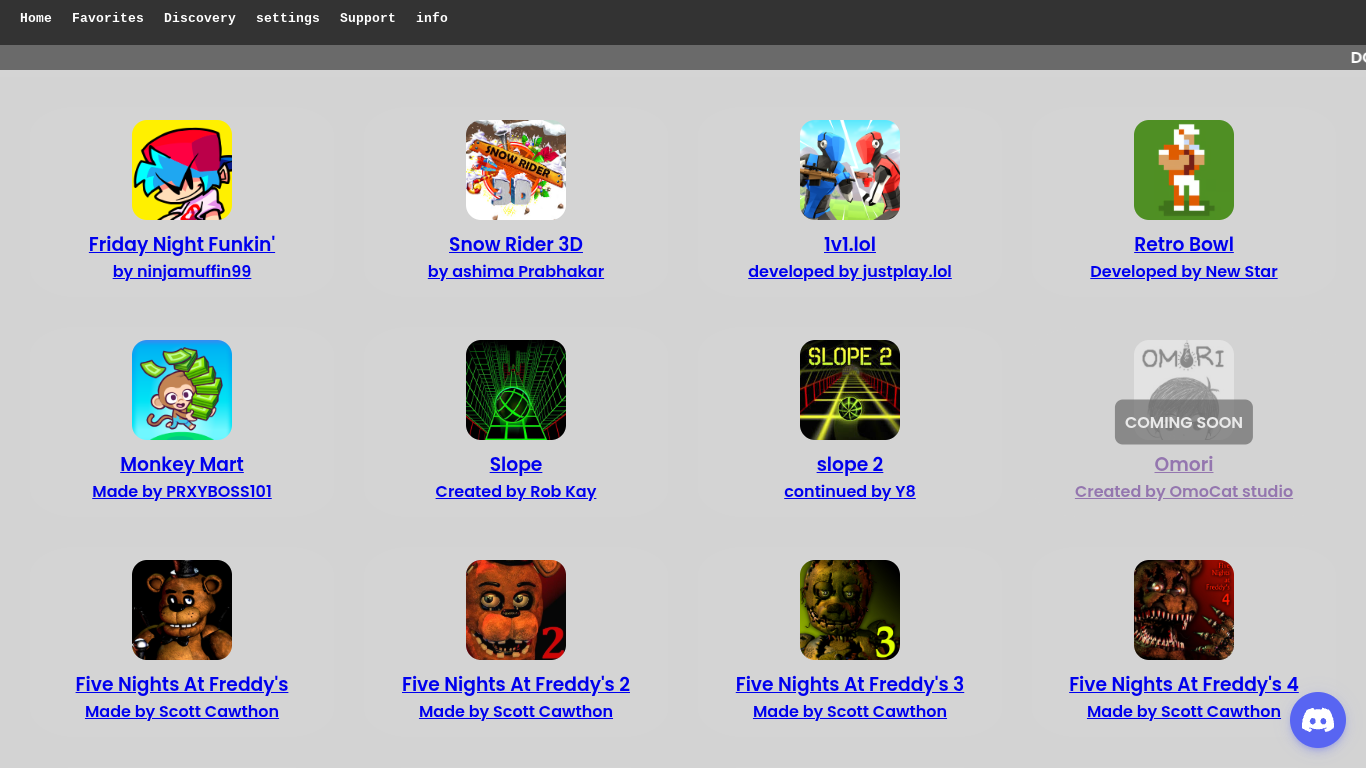 Home Favorites Discovery settings Support info
DO
SNOW RIDER
3D
Friday Night Funkin'
by ninjamuffin99
Snow Rider 3D
by ashima Prabhakar
1v1.lol
developed by justplay.lol
Retro Bowl
Developed by New Star
SLOPE 2
OMORI
COMING SOON
Monkey Mart
Made by PRXYBOSS101
Slope
Created by Rob Kay
slope 2
continued by Y8
Omori
Created by OmoCat studio
2
3
Five
Nights
at
Freddy's
4
Five Nights At Freddy's
Made by Scott Cawthon
Five Nights At Freddy's 2
Made by Scott Cawthon
Five Nights At Freddy's 3
Made by Scott Cawthon
Five Nights At Freddy's 4
Made by Scott Cawthon